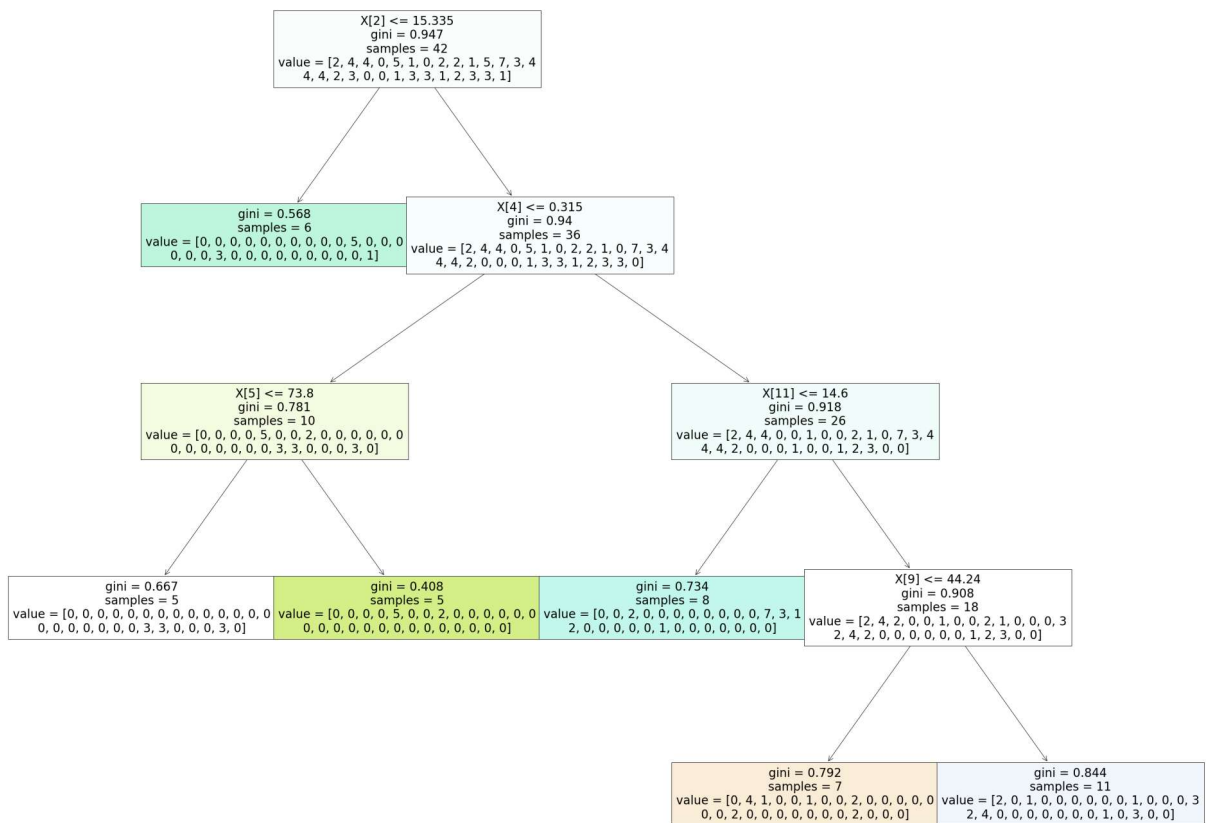 X[2] <= 15.335
gini = 0.947
samples = 42
value = [2, 4, 4, 0, 5, 1, 0, 2, 2, 1, 5, 7, 3, 4
4, 4, 2, 3, 0, 0, 1, 3, 3, 1, 2, 3, 3, 1]
gini = 0.568
samples = 6
value = [0, 0, 0, 0, 0, 0, 0, 0, 0, 0, 5, 0, 0, 0
0, 0, 0, 3, 0, 0, 0, 0, 0, 0, 0, 0, 0, 1]
X[4] <= 0.315
gini = 0.94
samples = 36
value = [2, 4, 4, 0, 5, 1, 0, 2, 2, 1, 0, 7, 3, 4
4, 4, 2, 0, 0, 0, 1, 3, 3, 1, 2, 3, 3, 0]
X[5] <= 73.8
gini = 0.781
samples = 10
value = [0, 0, 0, 0, 5, 0, 0, 2, 0, 0, 0, 0, 0, 0
0, 0, 0, 0, 0, 0, 0, 3, 3, 0, 0, 0, 3, 0]
X[11] <= 14.6
gini = 0.918
samples = 26
value = [2, 4, 4, 0, 0, 1, 0, 0, 2, 1, 0, 7, 3, 4
4, 4, 2, 0, 0, 0, 1, 0, 0, 1, 2, 3, 0, 0]
gini = 0.667
samples = 5
value = [0, 0, 0, 0, 0, 0, 0, 0, 0, 0, 0, 0, 0, 0
0, 0, 0, 0, 0, 0, 0, 3, 3, 0, 0, 0, 3, 0]
gini = 0.408
samples = 5
value = [0, 0, 0, 0, 5, 0, 0, 2, 0, 0, 0, 0, 0, 0
0, 0, 0, 0, 0, 0, 0, 0, 0, 0, 0, 0, 0, 0]
gini = 0.734
samples = 8
value = [0, 0, 2, 0, 0, 0, 0, 0, 0, 0, 0, 7, 3, 1
2, 0, 0, 0, 0, 0, 1, 0, 0, 0, 0, 0, 0, 0]
X[9] <= 44.24
gini = 0.908
samples = 18
value = [2, 4, 2, 0, 0, 1, 0, 0, 2, 1, 0, 0, 0, 3
2, 4, 2, 0, 0, 0, 0, 0, 0, 1, 2, 3, 0, 0]
gini = 0.792
samples = 7
value = [0, 4, 1, 0, 0, 1, 0, 0, 2, 0, 0, 0, 0, 0
0, 0, 2, 0, 0, 0, 0, 0, 0, 0, 2, 0, 0, 0]
gini = 0.844
samples = 11
value = [2, 0, 1, 0, 0, 0, 0, 0, 0, 1, 0, 0, 0, 3
2, 4, 0, 0, 0, 0, 0, 0, 0, 1, 0, 3, 0, 0]